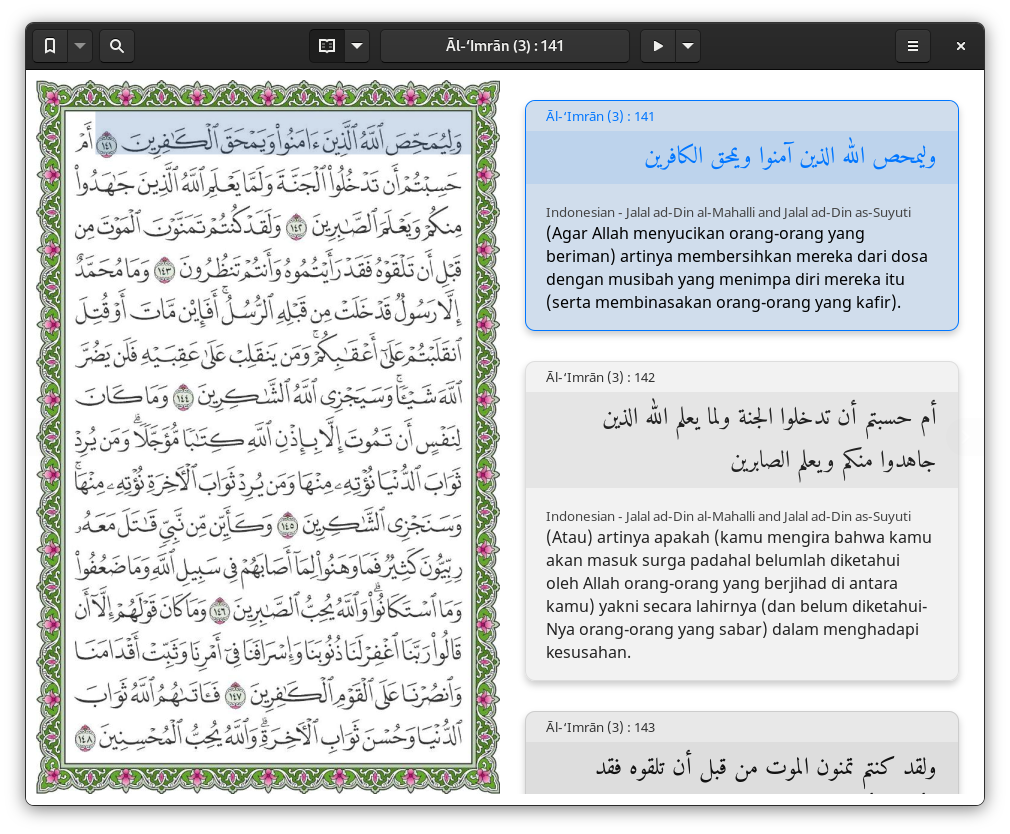 Āl-‘Imrān (3) : 141
وَلِيُمَحِّصَ ٱللَّهُ ٱلَّذِينَ ءَامَنُوا۟ وَيَمْحَقَ ٱلْكَـٰفِرِينَ ١٤١ أَمْ
حَسِبْتُمْ أَن تَدْخُلُوا۟ ٱلْجَنَّةَ وَلَمَّا يَعْلَمِ ٱللَّهُ ٱلَّذِينَ جَـٰهَدُوا۟
مِنكُمْ وَيَعْلَمَ ٱلصَّـٰبِرِينَ ١٤٢ وَلَقَدْ كُنتُمْ تَمَنَّوْنَ ٱلْمَوْتَ مِن
قَبْلِ أَن تَلْقَوْهُ فَقَدْ رَأَيْتُمُوهُ وَأَنتُمْ تَنظُرُونَ ١٤٣ وَمَا مُحَمَّدٌ
إِلَّا رَسُولٌ قَدْ خَلَتْ مِن قَبْلِهِ ٱلرُّسُلُ ۚ أَفَإِي۟ن مَّاتَ أَوْ قُتِلَ
ٱنقَلَبْتُمْ عَلَىٰٓ أَعْقَـٰبِكُمْ ۚ وَمَن يَنقَلِبْ عَلَىٰ عَقِبَيْهِ فَلَن يَضُرَّ
ٱللَّهَ شَيْـًٔا ۗ وَسَيَجْزِى ٱللَّهُ ٱلشَّـٰكِرِينَ ١٤٤ وَمَا كَانَ
لِنَفْسٍ أَن تَمُوتَ إِلَّا بِإِذْنِ ٱللَّهِ كِتَـٰبًا مُّؤَجَّلًا ۗ وَمَن يُرِدْ
ثَوَابَ ٱلدُّنْيَا نُؤْتِهِۦ مِنْهَا وَمَن يُرِدْ ثَوَابَ ٱلْـَٔاخِرَةِ نُؤْتِهِۦ مِنْهَا ۚ
وَسَنَجْزِى ٱلشَّـٰكِرِينَ ١٤٥ وَكَأَيِّن مِّن نَّبِىٍّ قَـٰتَلَ مَعَهُۥ
رِبِّيُّونَ كَثِيرٌ فَمَا وَهَنُوا۟ لِمَآ أَصَابَهُمْ فِى سَبِيلِ ٱللَّهِ وَمَا ضَعُفُوا۟
وَمَا ٱسْتَكَانُوا۟ ۗ وَٱللَّهُ يُحِبُّ ٱلصَّـٰبِرِينَ ١٤٦ وَمَا كَانَ قَوْلَهُمْ إِلَّآ أَن
قَالُوا۟ رَبَّنَا ٱغْفِرْ لَنَا ذُنُوبَنَا وَإِسْرَافَنَا فِىٓ أَمْرِنَا وَثَبِّتْ أَقْدَامَنَا
وَٱنصُرْنَا عَلَى ٱلْقَوْمِ ٱلْكَـٰفِرِينَ ١٤٧ فَـَٔاتَىٰهُمُ ٱللَّهُ ثَوَابَ
ٱلدُّنْيَا وَحُسْنَ ثَوَابِ ٱلْـَٔاخِرَةِ ۗ وَٱللَّهُ يُحِبُّ ٱلْمُحْسِنِينَ ١٤٨
Āl-‘Imrān (3) : 141
وليمحص الله الذين آمنوا ويمحق الكافرين
Indonesian - Jalal ad-Din al-Mahalli and Jalal ad-Din as-Suyuti
(Agar Allah menyucikan orang-orang yang
beriman) artinya membersihkan mereka dari dosa
dengan musibah yang menimpa diri mereka itu
(serta membinasakan orang-orang yang kafir).
Āl-‘Imrān (3) : 142
أم حسبتم أن تدخلوا الجنة ولما يعلم الله الذين
جاهدوا منكم ويعلم الصابرين
Indonesian - Jalal ad-Din al-Mahalli and Jalal ad-Din as-Suyuti
(Atau) artinya apakah (kamu mengira bahwa kamu
akan masuk surga padahal belumlah diketahui
oleh Allah orang-orang yang berjihad di antara
kamu) yakni secara lahirnya (dan belum diketahui-
Nya orang-orang yang sabar) dalam menghadapi
kesusahan.
Āl-‘Imrān (3) : 143
ولقد كنتم تمنون الموت من قبل أن تلقوه فقد